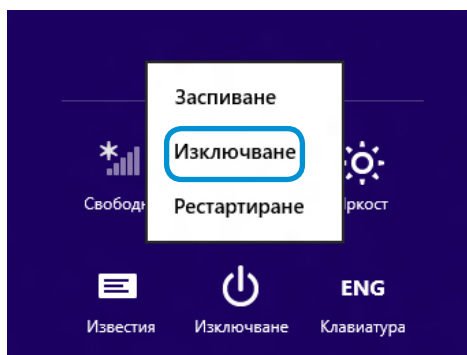 Заспиване
Изключване
Рестартиране
ENG
Известия Изключване Клавиатура